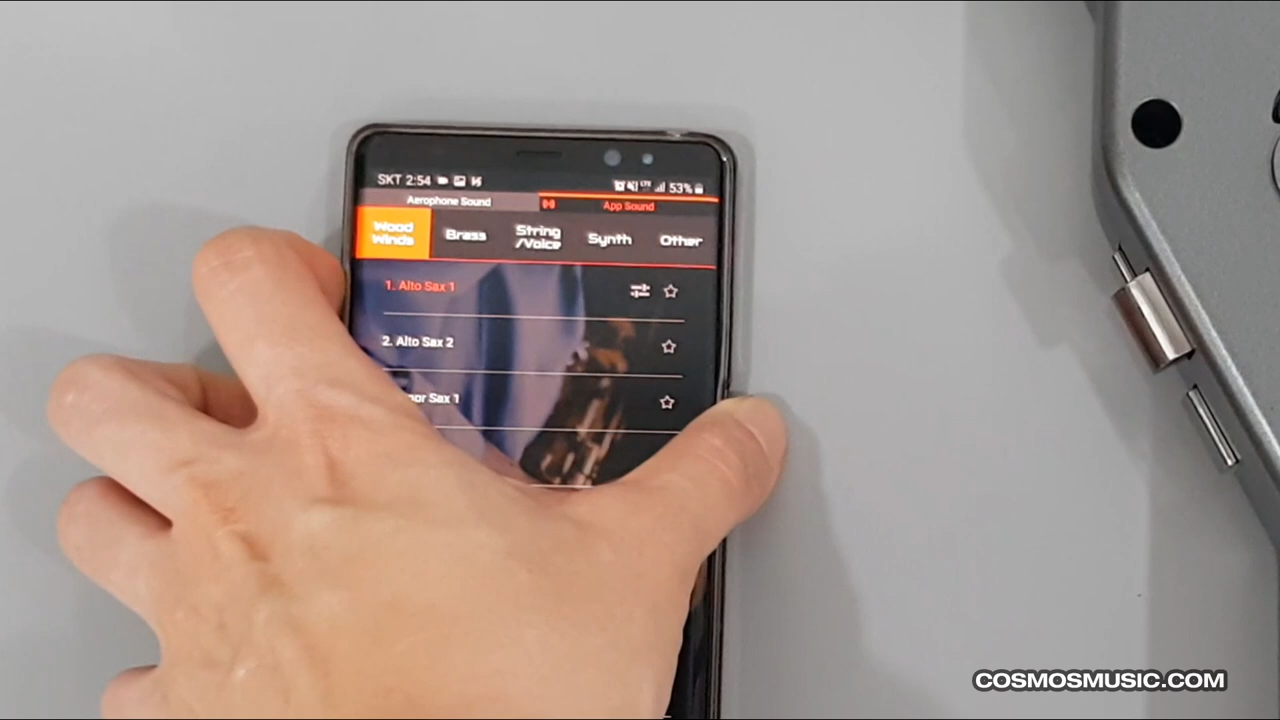 SKT 2:54
LTE 53%
Aerophone Sound
App Sound
Wood
Winds
Brass
String
/Voice
Synth
Other
1. Alto Sax 1
2. Alto Sax 2
Sax 1
COSMOSMUSIC.COM